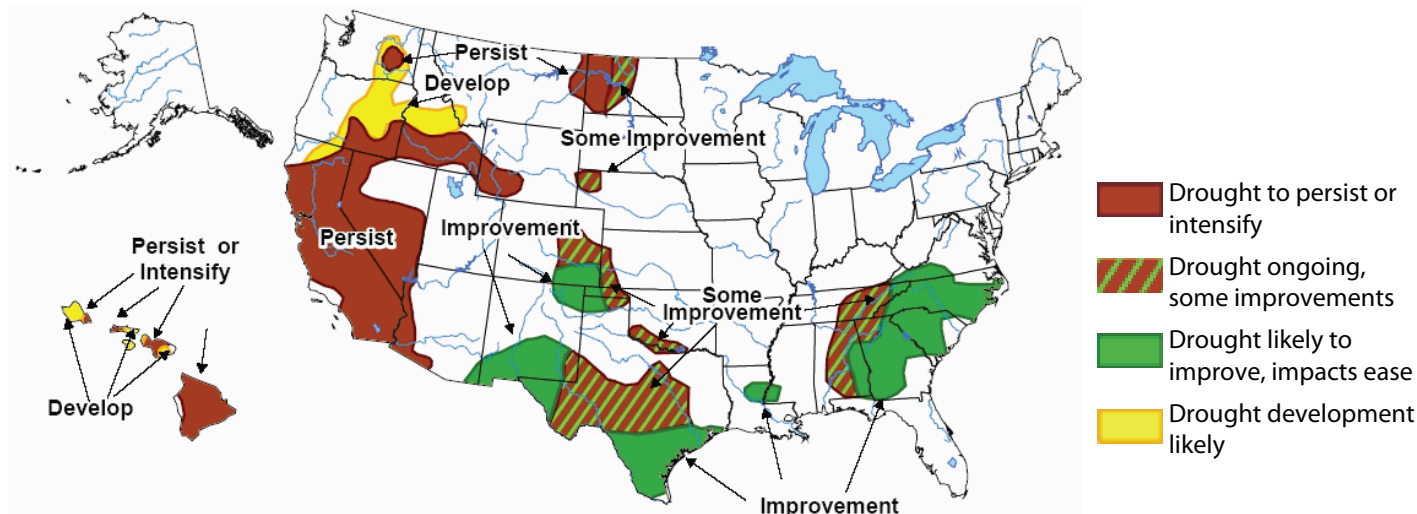 Persist
Develop
Some Improvement
Improvement
Persist
Persist or
Intensify
Some
Improvement
Develop
Improvement
Drought to persist or
intensify
Drought ongoing,
some improvements
Drought likely to
improve, impacts ease
Drought development
likely